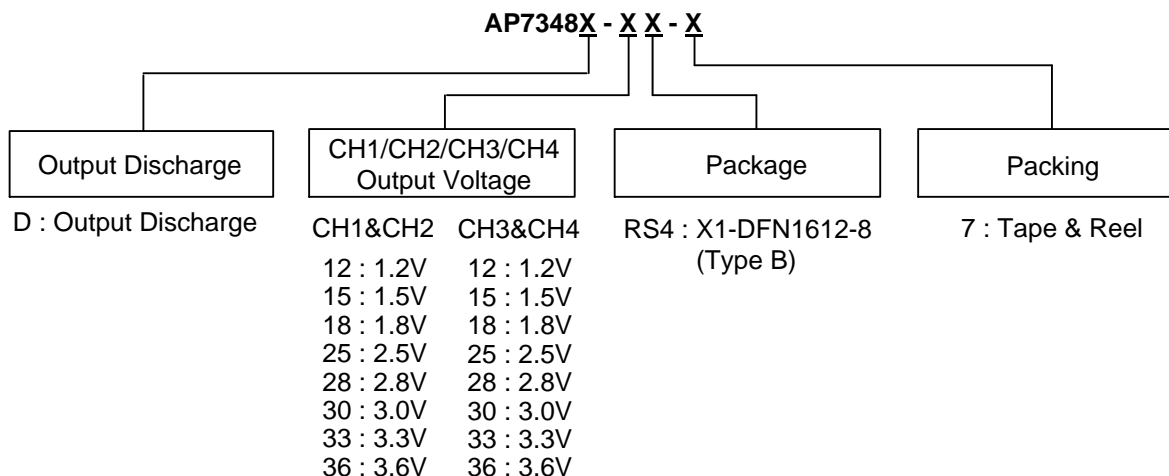 AP7348X - X X - X
Output Discharge
CH1/CH2/CH3/CH4
Output Voltage
Package
Packing
D : Output Discharge
CH1&CH2 CH3&CH4
RS4 : X1-DFN1612-8
(Type B)
7 : Tape & Reel
12 : 1.2V 12 : 1.2V
15 : 1.5V 15 : 1.5V
18 : 1.8V 18 : 1.8V
25 : 2.5V 25 : 2.5V
28 : 2.8V 28 : 2.8V
30 : 3.0V 30 : 3.0V
33 : 3.3V 33 : 3.3V
36 : 3.6V 36 : 3.6V